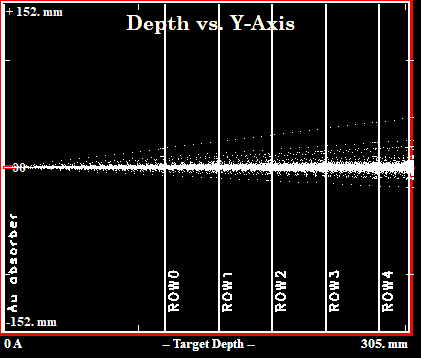 + 152. mm
Depth vs. Y-Axis
Au absorber
ROW0
ROW1
ROW2
ROW3
ROW4
-152. mm
0 A
-- Target Depth --
305. mm